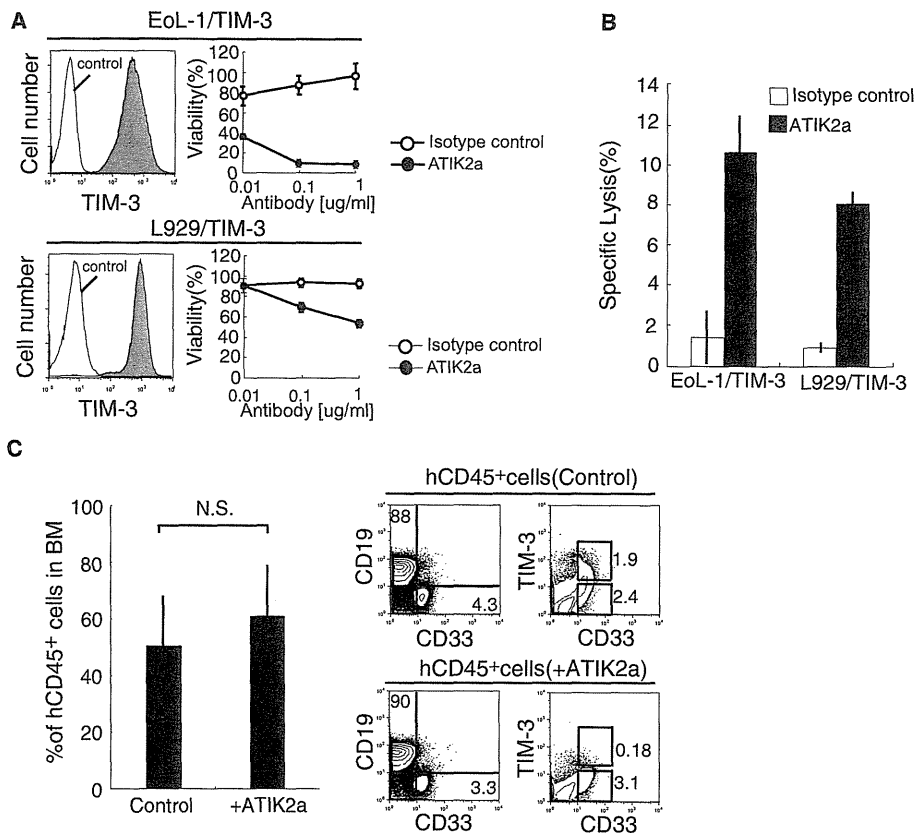 A
EoL-1/TIM-3
Cell number
control
TIM-3
Viability(%)
120
100
80
60
40
20
0
0.01
0.1
1
Antibody [ug/ml]
Isotype control
ATIK2a
L929/TIM-3
Cell number
control
TIM-3
Viability(%)
120
100
80
60
40
20
0
0.01
0.1
1
Antibody [ug/ml]
Isotype control
ATIK2a
B
Specific Lysis(%)
14
12
10
8
6
4
2
0
Isotype control
ATIK2a
EoL-1/TIM-3
L929/TIM-3
C
%of hCD45+ cells in BM
100
80
60
40
20
0
N.S.
Control
+ATIK2a
hCD45+cells(Control)
CD19
88
4.3
CD33
TIM-3
1.9
2.4
CD33
hCD45+cells(+ATIK2a)
CD19
90
3.3
CD33
TIM-3
0.18
3.1
CD33